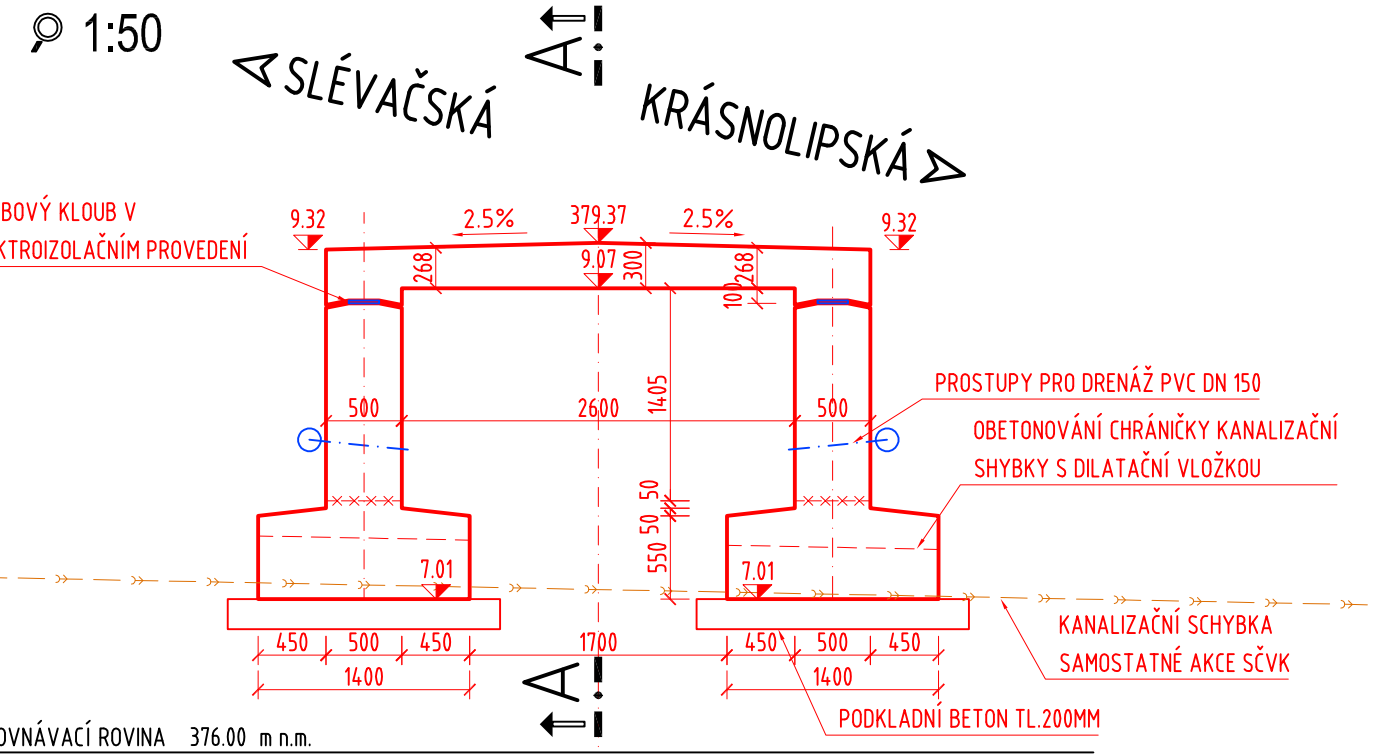 1:50
A
SLÉVAČSKÁ
KRÁSNOLIPSKÁ
BOVÝ KLOUB V
KTROIZOLAČNÍM PROVEDENÍ
9.32
2.5%
379.37
2.5%
9.32
268
9.07
300
268
100
1405
PROSTUPY PRO DRENÁŽ PVC DN 150
500
2600
500
OBETONOVÁNÍ CHRÁNIČKY KANALIZAČNÍ
SHYBKY S DILATAČNÍ VLOŽKOU
50
50
550
7.01
7.01
450
500
450
1700
450
500
450
1400
1400
KANALIZAČNÍ SCHYBKA
SAMOSTATNÉ AKCE SČVK
A
PODKLADNÍ BETON TL.200MM
OVNÁVACÍ ROVINA 376.00 m n.m.